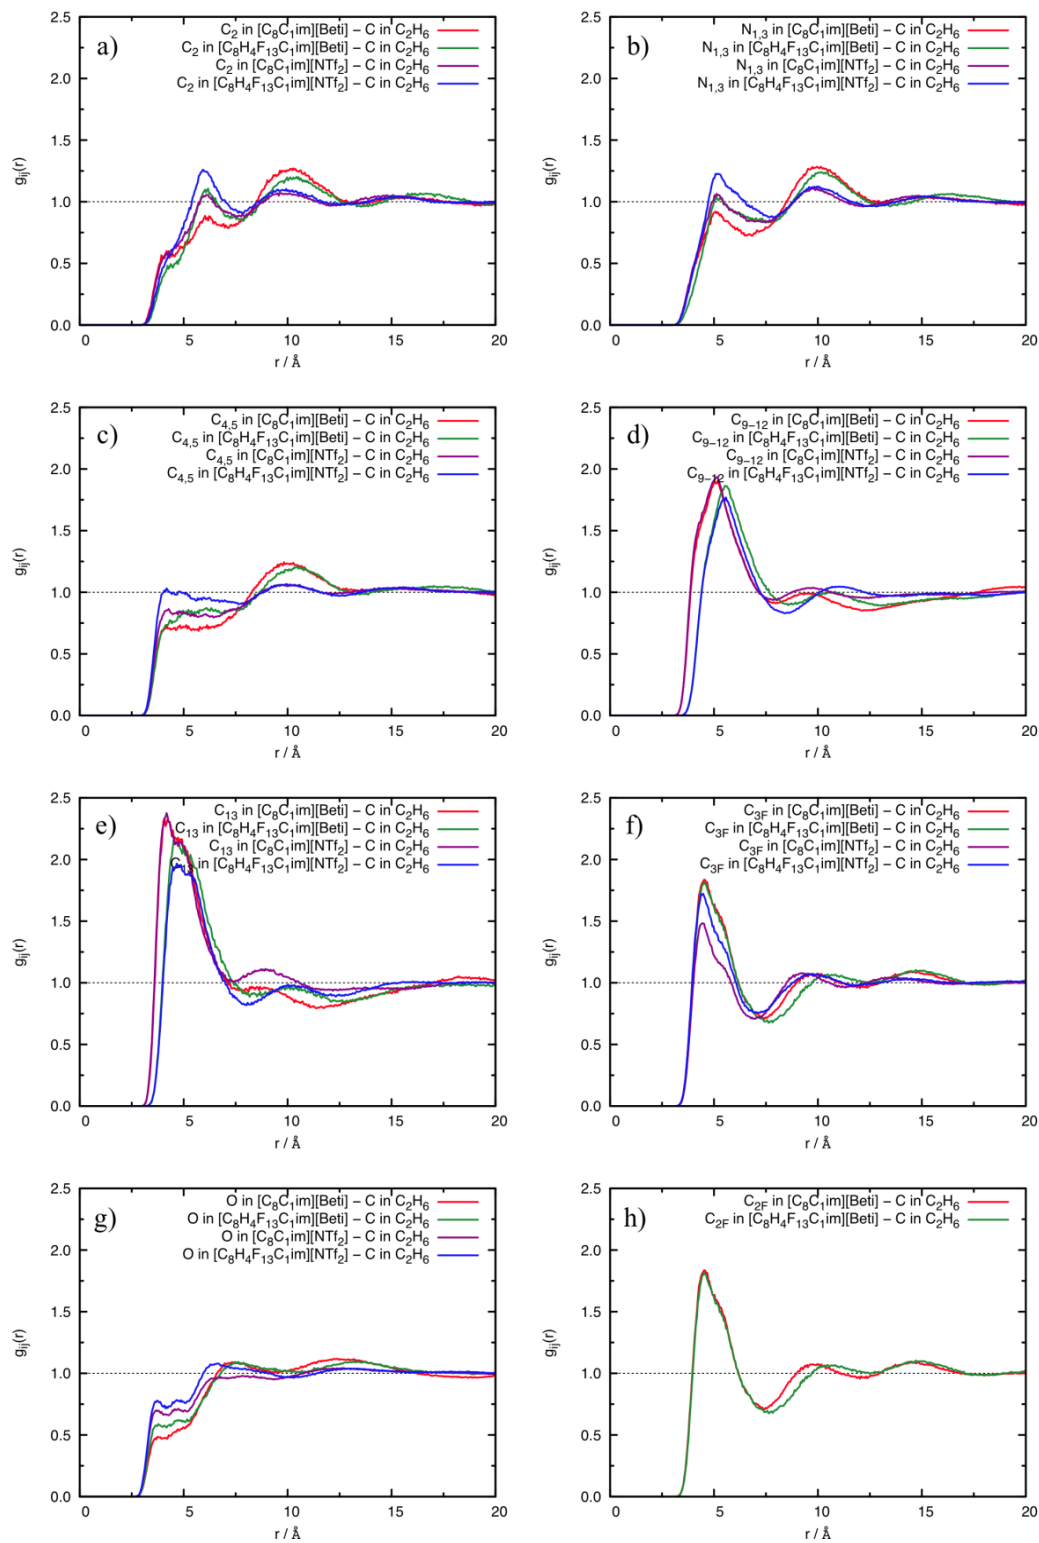 a)
C2 in [C8C1im][Beti] – C in C2H6
C2 in [C8H4F13C1im][Beti] – C in C2H6
C2 in [C8C1im][NTf2] – C in C2H6
C2 in [C8H4F13C1im][NTf2] – C in C2H6
gij(r)
2.5
2.0
1.5
1.0
0.5
0.0
0 5 10 15 20
r / Å
b)
N1,3 in [C8C1im][Beti] – C in C2H6
N1,3 in [C8H4F13C1im][Beti] – C in C2H6
N1,3 in [C8C1im][NTf2] – C in C2H6
N1,3 in [C8H4F13C1im][NTf2] – C in C2H6
gij(r)
2.5
2.0
1.5
1.0
0.5
0.0
0 5 10 15 20
r / Å
c)
C4,5 in [C8C1im][Beti] – C in C2H6
C4,5 in [C8H4F13C1im][Beti] – C in C2H6
C4,5 in [C8C1im][NTf2] – C in C2H6
C4,5 in [C8H4F13C1im][NTf2] – C in C2H6
gij(r)
2.5
2.0
1.5
1.0
0.5
0.0
0 5 10 15 20
r / Å
d)
C9–12 in [C8C1im][Beti] – C in C2H6
C9–12 in [C8H4F13C1im][Beti] – C in C2H6
C9–12 in [C8C1im][NTf2] – C in C2H6
C9–12 in [C8H4F13C1im][NTf2] – C in C2H6
gij(r)
2.5
2.0
1.5
1.0
0.5
0.0
0 5 10 15 20
r / Å
e)
C13 in [C8C1im][Beti] – C in C2H6
C13 in [C8H4F13C1im][Beti] – C in C2H6
C13 in [C8C1im][NTf2] – C in C2H6
C13 in [C8H4F13C1im][NTf2] – C in C2H6
gij(r)
2.5
2.0
1.5
1.0
0.5
0.0
0 5 10 15 20
r / Å
f)
C3F in [C8C1im][Beti] – C in C2H6
C3F in [C8H4F13C1im][Beti] – C in C2H6
C3F in [C8C1im][NTf2] – C in C2H6
C3F in [C8H4F13C1im][NTf2] – C in C2H6
gij(r)
2.5
2.0
1.5
1.0
0.5
0.0
0 5 10 15 20
r / Å
g)
O in [C8C1im][Beti] – C in C2H6
O in [C8H4F13C1im][Beti] – C in C2H6
O in [C8C1im][NTf2] – C in C2H6
O in [C8H4F13C1im][NTf2] – C in C2H6
gij(r)
2.5
2.0
1.5
1.0
0.5
0.0
0 5 10 15 20
r / Å
h)
C2F in [C8C1im][Beti] – C in C2H6
C2F in [C8H4F13C1im][Beti] – C in C2H6
gij(r)
2.5
2.0
1.5
1.0
0.5
0.0
0 5 10 15 20
r / Å